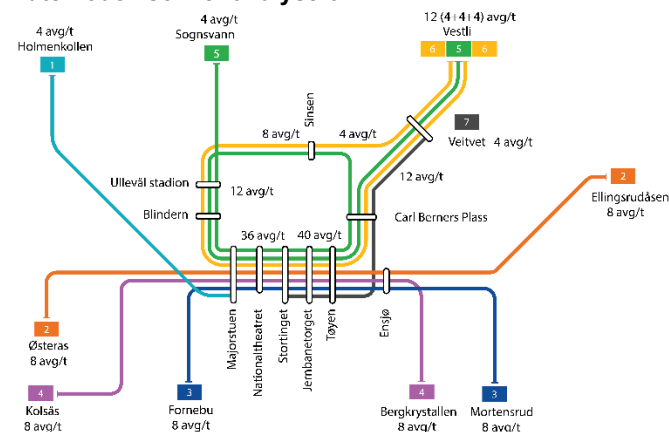 4 avg/t
Holmenkollen
1
4 avg/t
Sognsvann
5
12 (4+4+4) avg/t
Vestli
6 5 6
7
Veitvet 4 avg/t
8 avg/t
Sinsen
4 avg/t
12 avg/t
2
Ellingsrudåsen
8 avg/t
Ullevål stadion
12 avg/t
Blindern
Carl Berners Plass
36 avg/t
40 avg/t
Majorstuen
Nationaltheatret
Stortinget
Jernbanetorget
Tøyen
Ensjø
2
Østeras
8 avg/t
4
Kolsås
8 avg/t
3
Fornebu
8 avg/t
4
Bergkrystallen
8 avg/t
3
Mortensrud
8 avg/t